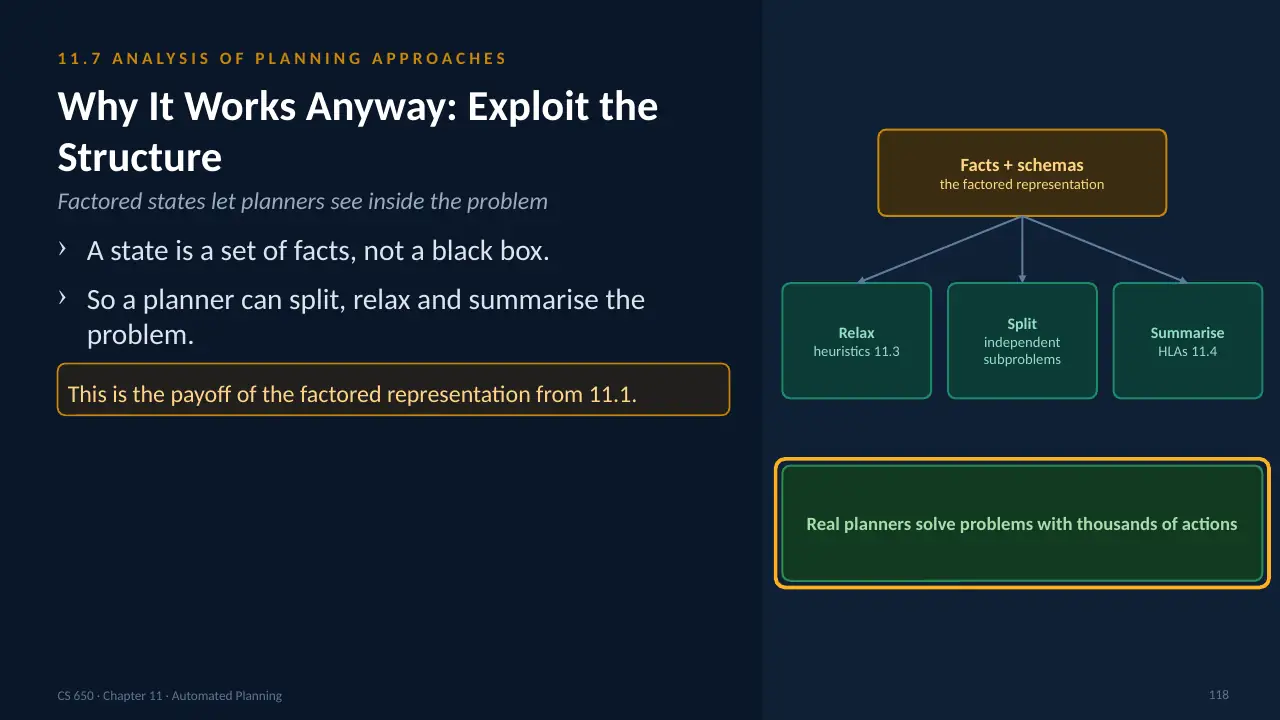 11.7 ANALYSIS OF PLANNING APPROACHES
Why It Works Anyway: Exploit the
Structure
Factored states let planners see inside the problem
› A state is a set of facts, not a black box.
› So a planner can split, relax and summarise the
problem.
This is the payoff of the factored representation from 11.1.
Facts + schemas
the factored representation
Relax
heuristics 11.3
Split
independent
subproblems
Summarise
HLAs 11.4
Real planners solve problems with thousands of actions
CS 650 · Chapter 11 · Automated Planning
118